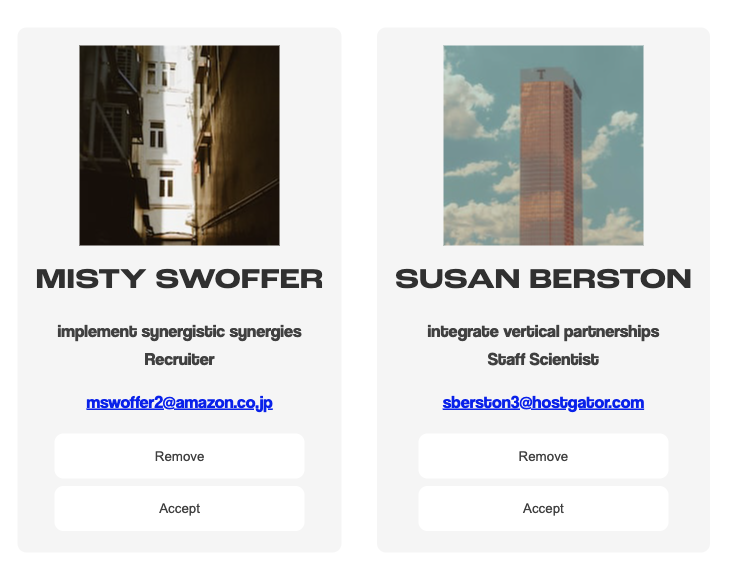 T
MISTY SWOFFER
implement synergistic synergies
Recruiter
mswoffer2@amazon.co.jp
Remove
Accept
SUSAN BERSTON
integrate vertical partnerships
Staff Scientist
sberston3@hostgator.com
Remove
Accept